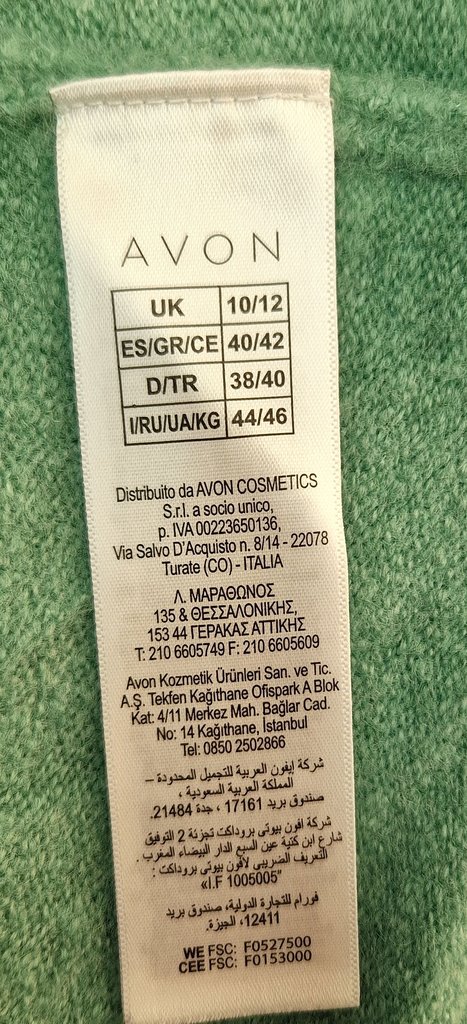 AVON
UK 10/12
ES/GR/CE 40/42
D/TR 38/40
I/RU/UA/KG 44/46
Distribuito da AVON COSMETICS
S.r.l. a socio unico,
p. IVA 00223650136,
Via Salvo D'Acquisto n. 8/14 - 22078
Turate (CO) - ITALIA
Λ. ΜΑΡΑΘΩΝΟΣ
135 & ΘΕΣΣΑΛΟΝΙΚΗΣ,
153 44 ΓΕΡΑΚΑΣ ΑΤΤΙΚΗΣ
T: 210 6605749 F: 210 6605609
Avon Kozmetik Ürünleri San. ve Tic.
A.Ş. Tekfen Kağıthane Ofispark A Blok
Kat: 4/11 Merkez Mah. Bağlar Cad.
No: 14 Kağıthane, İstanbul
Tel: 0850 2502866
شركة إيفون العربية للتجميل المحدودة –
المملكة العربية السعودية ،
صندوق بريد 17161 ، جدة 21484.
شركة افون بيوتي بروداكت تجزئة 2 التوفيق
شارع ابن كتية عين السبع الدار البيضاء المغرب .
التعريف الضريبي لأفون بيوتي بروداكت :
«I.F 1005005"
فورام للتجارة الدولية، صندوق بريد
12411، الجيزة.
WE FSC: F0527500
CEE FSC: F0153000